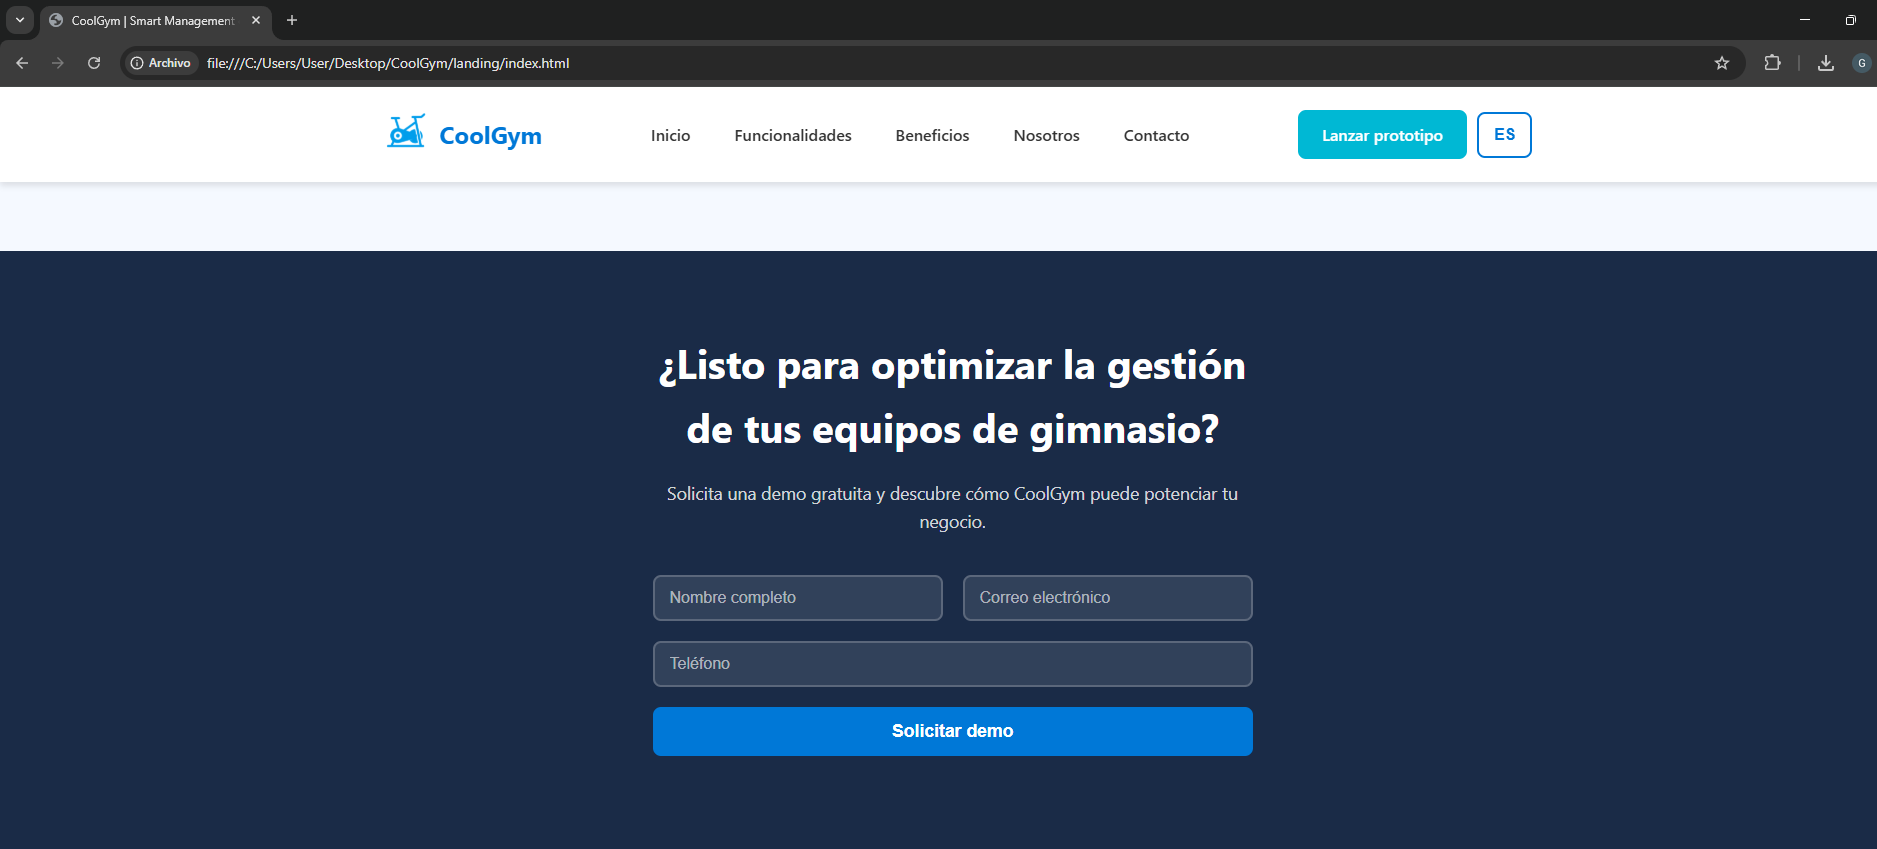 CoolGym | Smart Management
Archivo
file:///C:/Users/User/Desktop/CoolGym/landing/index.html
G
CoolGym
Inicio
Funcionalidades
Beneficios
Nosotros
Contacto
Lanzar prototipo
ES
¿Listo para optimizar la gestión
de tus equipos de gimnasio?
Solicita una demo gratuita y descubre cómo CoolGym puede potenciar tu
negocio.
Nombre completo
Correo electrónico
Teléfono
Solicitar demo